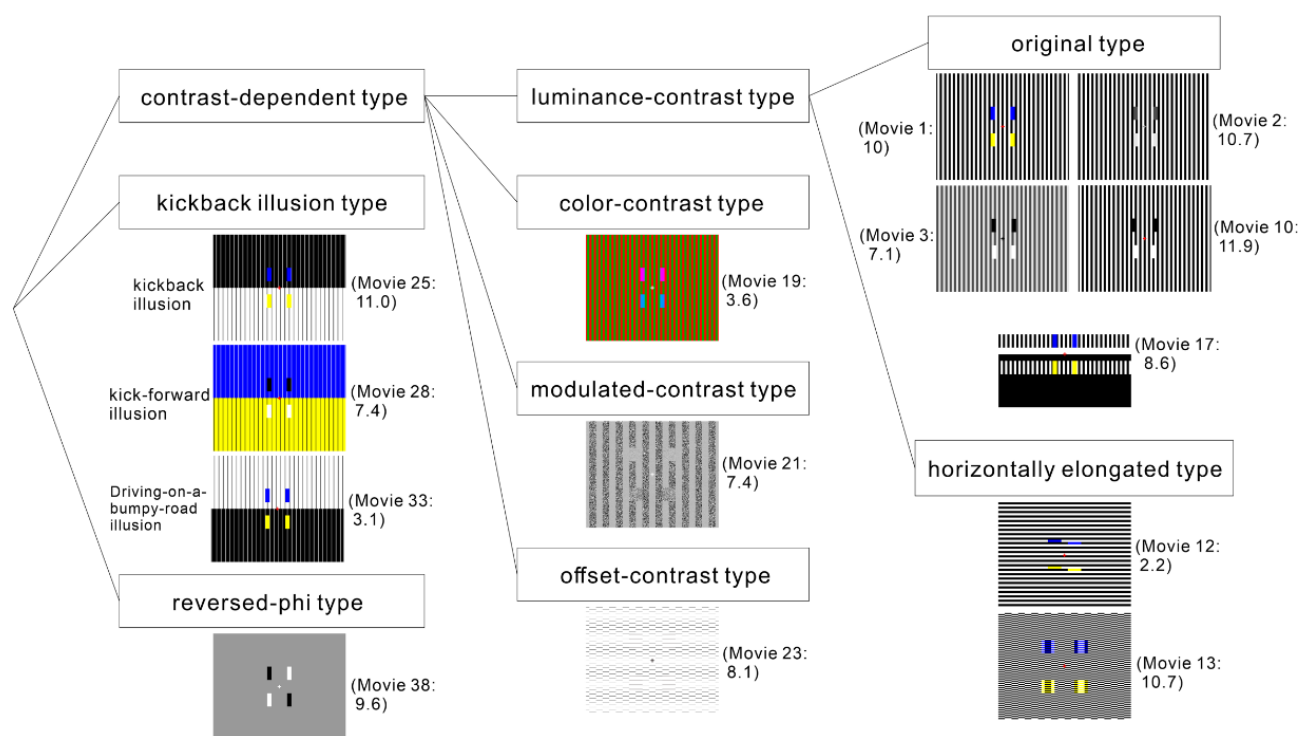 contrast-dependent type
kickback illusion type
kickback
illusion
(Movie 25:
11.0)
kick-forward
illusion
(Movie 28:
7.4)
Driving-on-a-
bumpy-road
illusion
(Movie 33:
3.1)
reversed-phi type
(Movie 38:
9.6)
luminance-contrast type
color-contrast type
(Movie 19:
3.6)
modulated-contrast type
(Movie 21:
7.4)
offset-contrast type
(Movie 23:
8.1)
original type
(Movie 1:
10)
(Movie 2:
10.7)
(Movie 3:
7.1)
(Movie 10:
11.9)
(Movie 17:
8.6)
horizontally elongated type
(Movie 12:
2.2)
(Movie 13:
10.7)